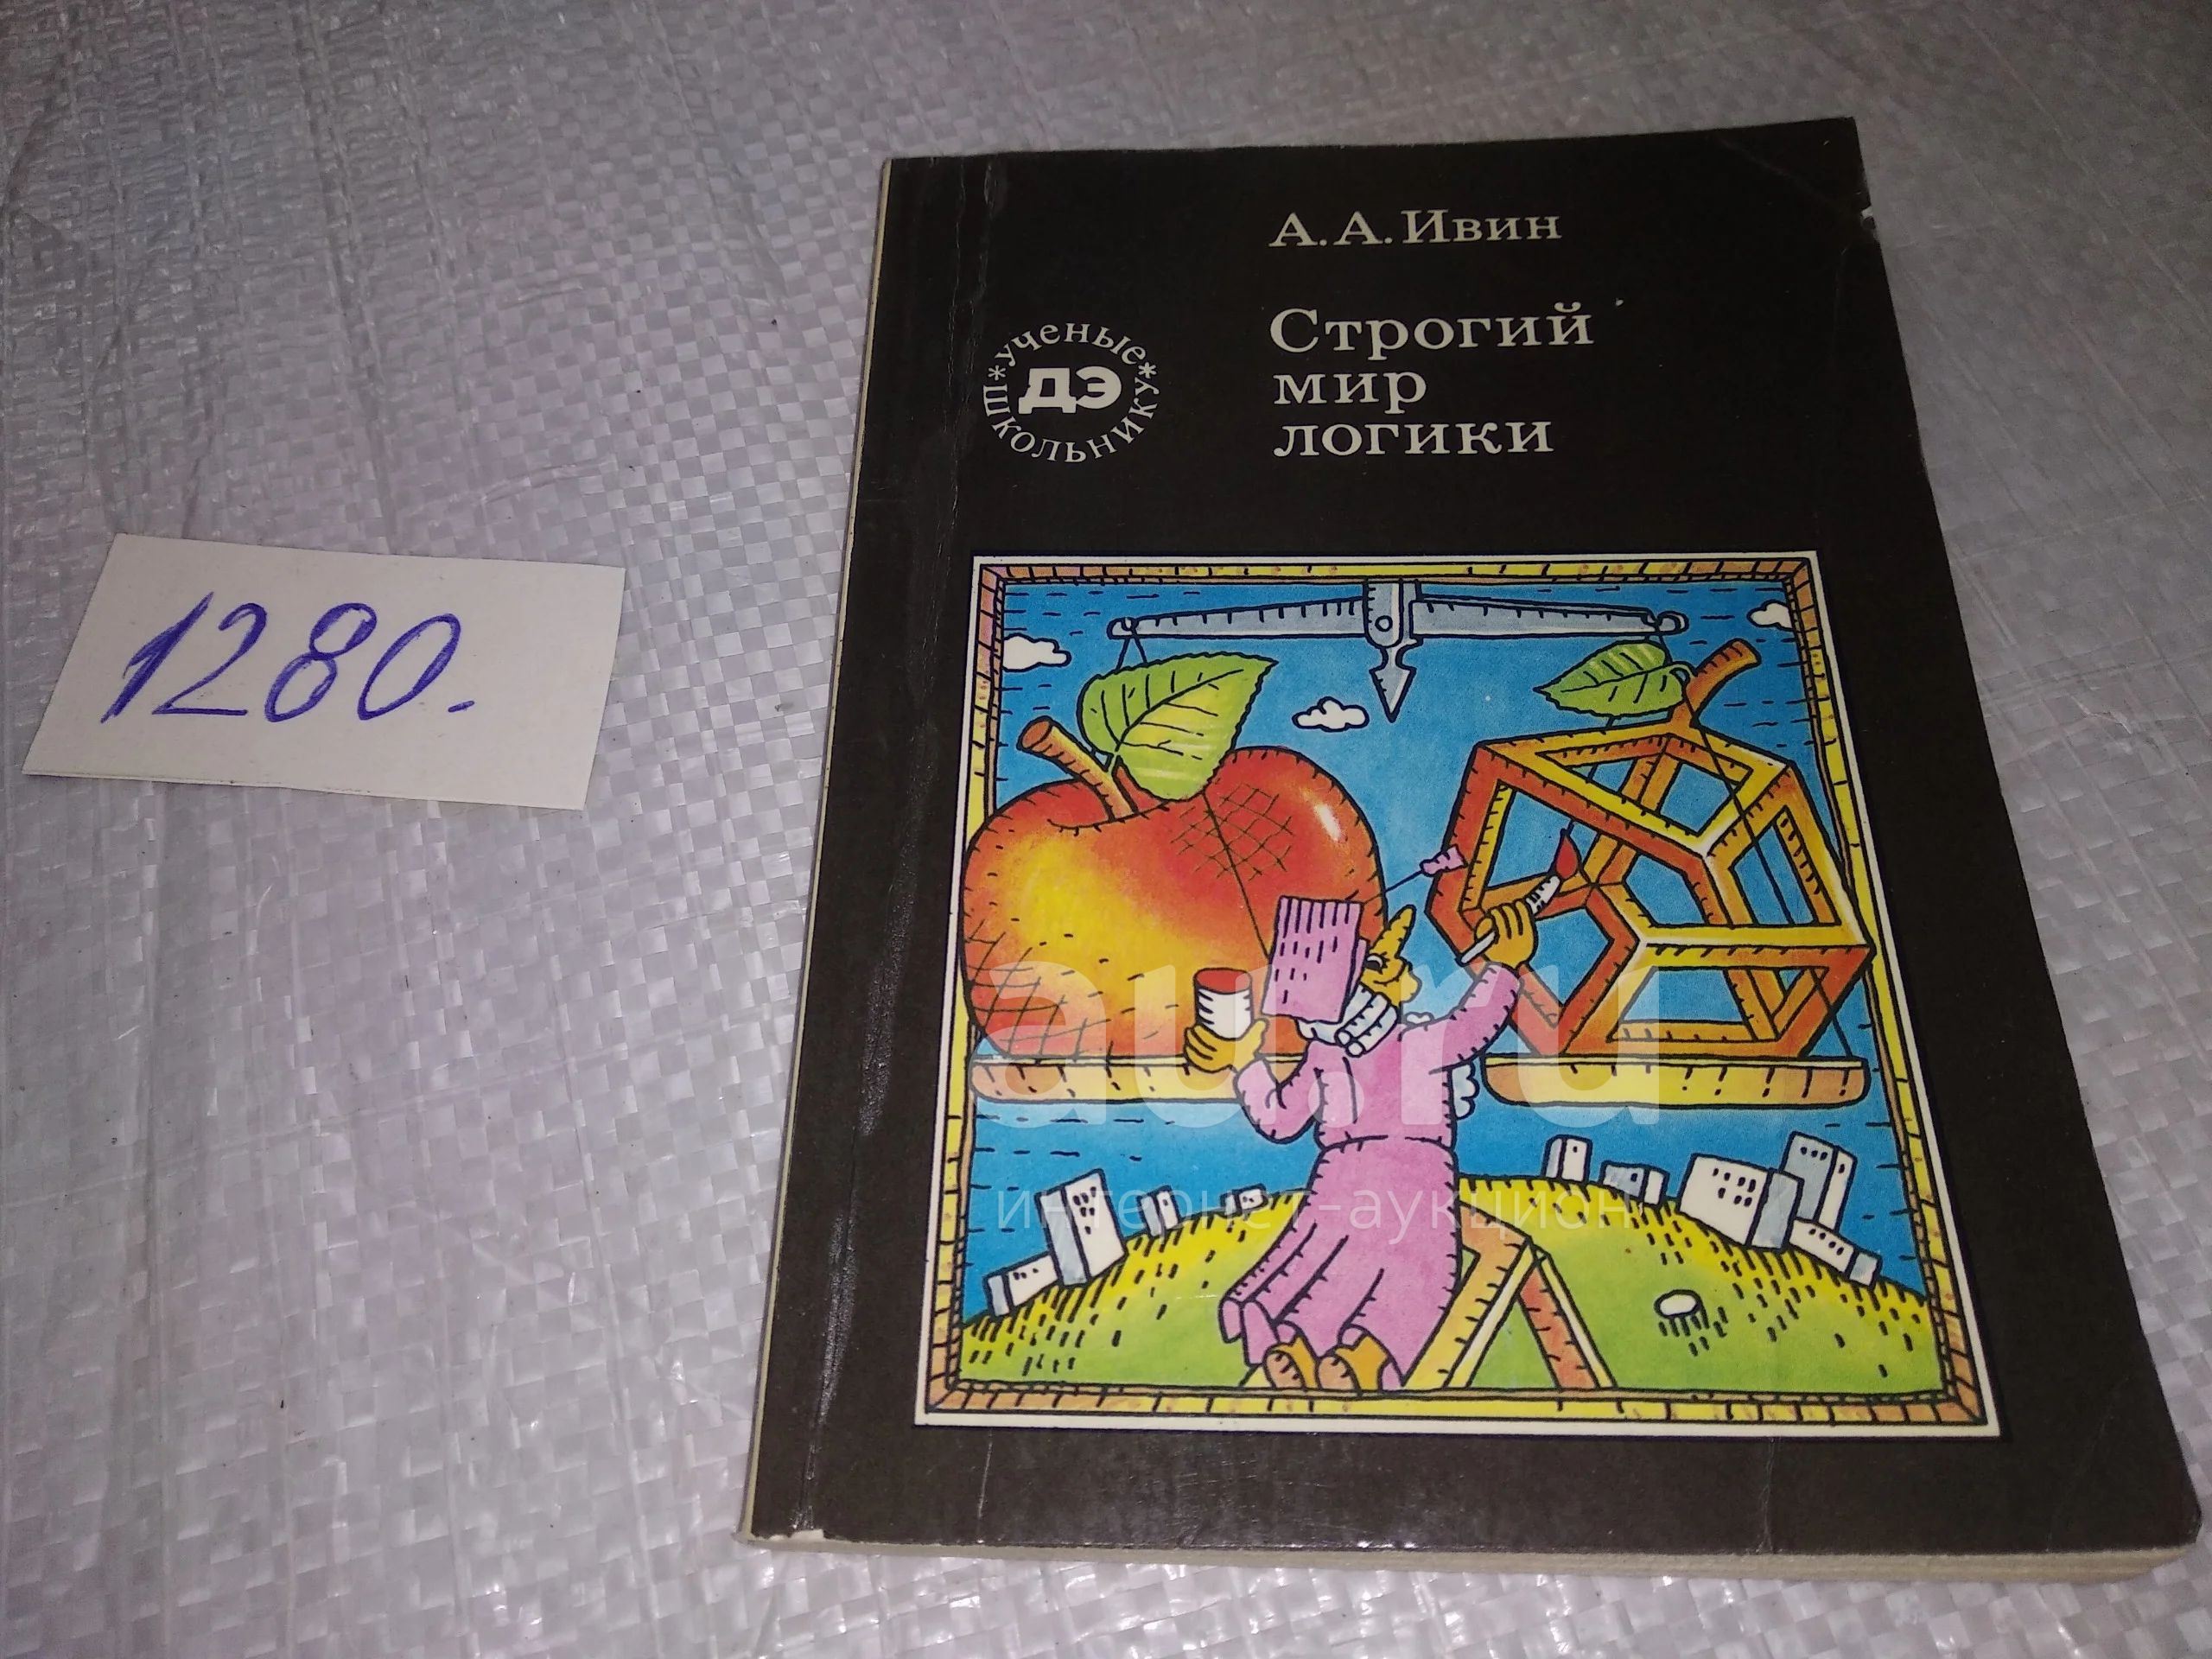 А. А. Ивин
Строгий
мир
логики
*ученые*
ДЭ
школьнику
1280.
au.ru
интернет-аукцион